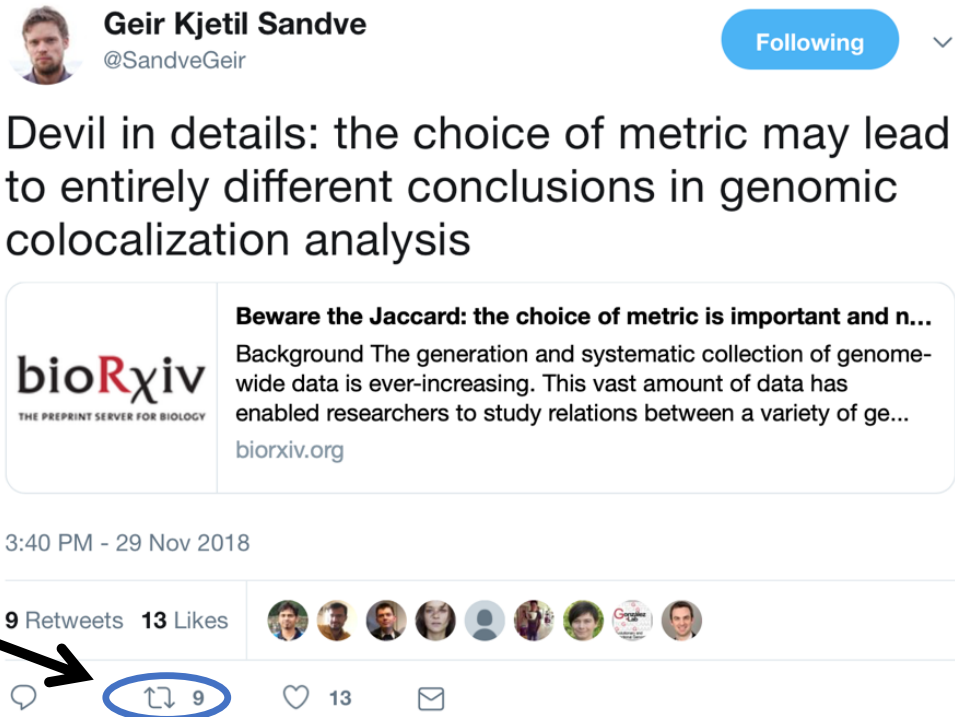 Geir Kjetil Sandve
@SandveGeir
Following
Devil in details: the choice of metric may lead
to entirely different conclusions in genomic
colocalization analysis
bioRχiv
THE PREPRINT SERVER FOR BIOLOGY
Beware the Jaccard: the choice of metric is important and n...
Background The generation and systematic collection of genome-
wide data is ever-increasing. This vast amount of data has
enabled researchers to study relations between a variety of ge...
biorxiv.org
3:40 PM - 29 Nov 2018
9 Retweets 13 Likes
González
Lab
9 13